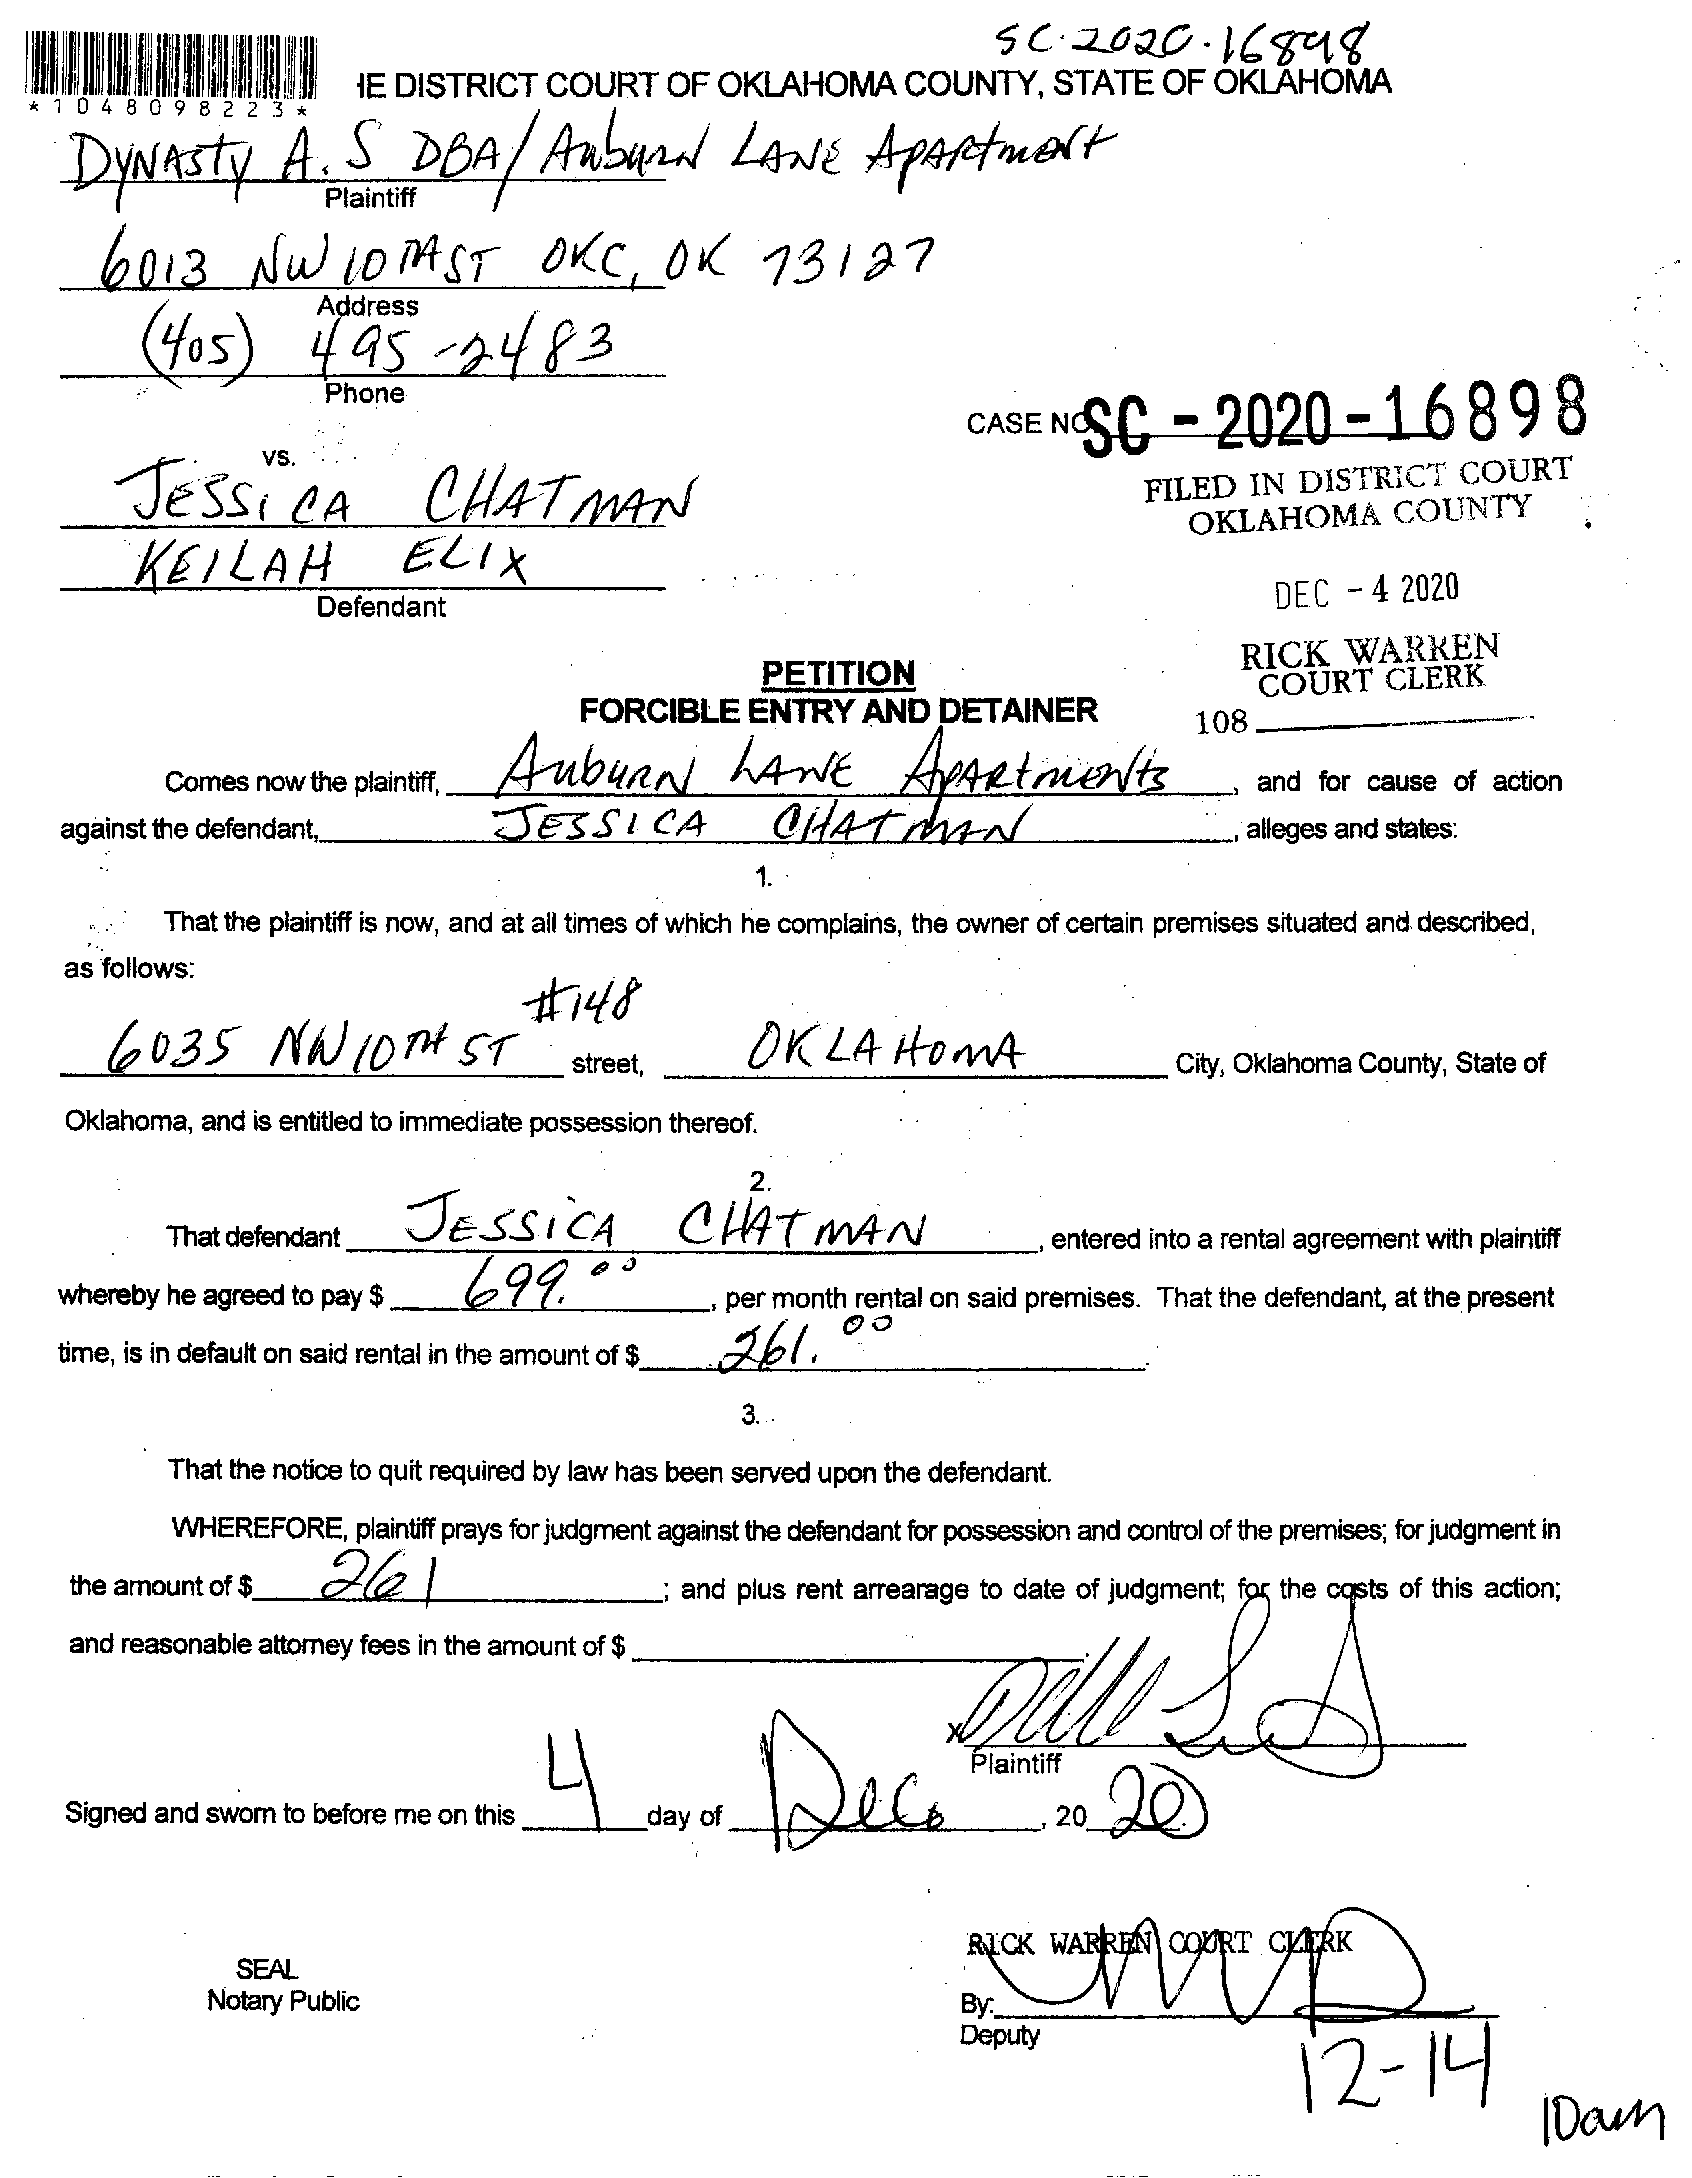 SC-2020-16898
*1048098223*
HE DISTRICT COURT OF OKLAHOMA COUNTY, STATE OF OKLAHOMA
DYNASTY A.S DBA/ Auburn LANE APARtment
Plaintiff
6013 NW 10TH ST OKC, OK 73127
Address
(405) 495-2483
Phone
CASE NO SC - 2020 - 16898
vs.
FILED IN DISTRICT COURT
OKLAHOMA COUNTY
JESSICA CHATMAN
KEILAH ELIX
Defendant
DEC - 4 2020
RICK WARREN
COURT CLERK
108
PETITION
FORCIBLE ENTRY AND DETAINER
Comes now the plaintiff, AuburN LANE APARtmeNts, and for cause of action
against the defendant, JESSICA CHATMAN, alleges and states:
1.
That the plaintiff is now, and at all times of which he complains, the owner of certain premises situated and described,
as follows:
#148
6035 NW 10TH ST street, OKLAHOMA City, Oklahoma County, State of
Oklahoma, and is entitled to immediate possession thereof.
2.
That defendant JESSICA CHATMAN, entered into a rental agreement with plaintiff
whereby he agreed to pay $ 699.00, per month rental on said premises. That the defendant, at the present
time, is in default on said rental in the amount of $ 261.00
3.
That the notice to quit required by law has been served upon the defendant.
WHEREFORE, plaintiff prays for judgment against the defendant for possession and control of the premises; for judgment in
the amount of $ 261; and plus rent arrearage to date of judgment; for the costs of this action;
and reasonable attorney fees in the amount of $
x
Plaintiff
Signed and sworn to before me on this 4 day of Dec, 20 20
RICK WARREN COURT CLERK
SEAL
Notary Public
By:
Deputy
12-14
10am